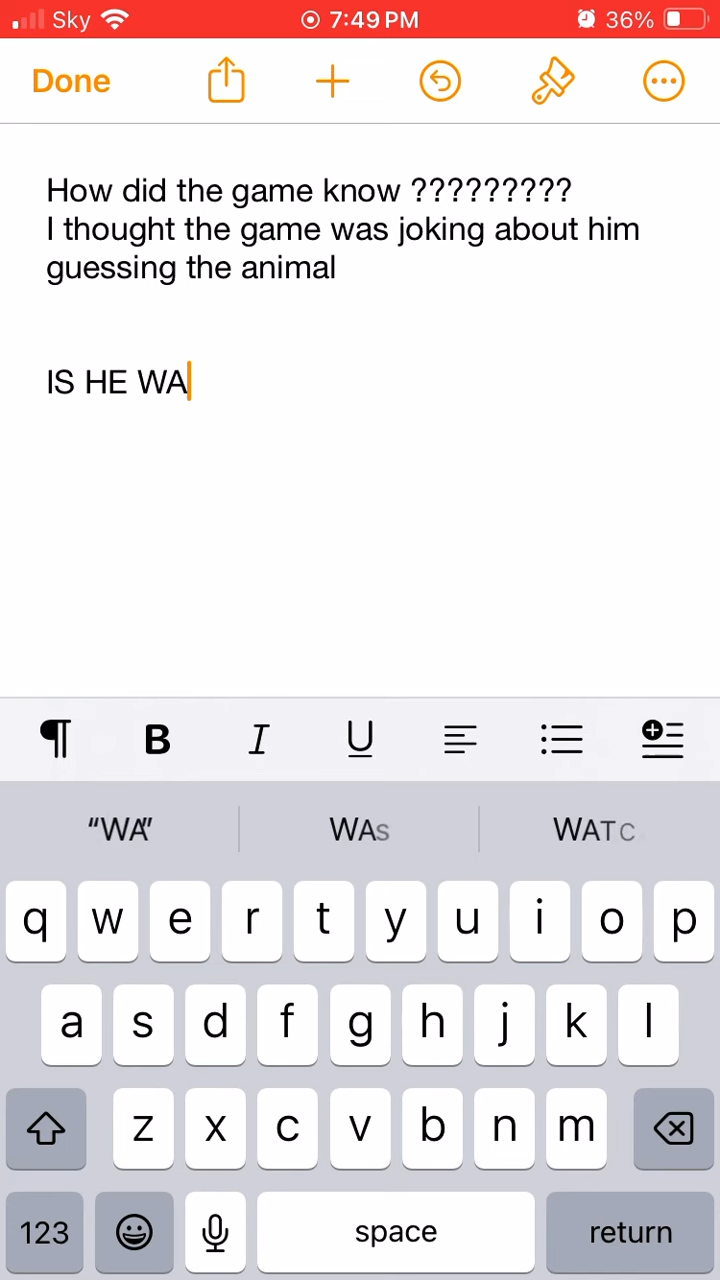 Sky 7:49 PM 36%
Done
How did the game know ?????????
I thought the game was joking about him
guessing the animal
IS HE WA
B I U
“WA” WAs WATC
q w e r t y u i o p
a s d f g h j k l
z x c v b n m
123 space return